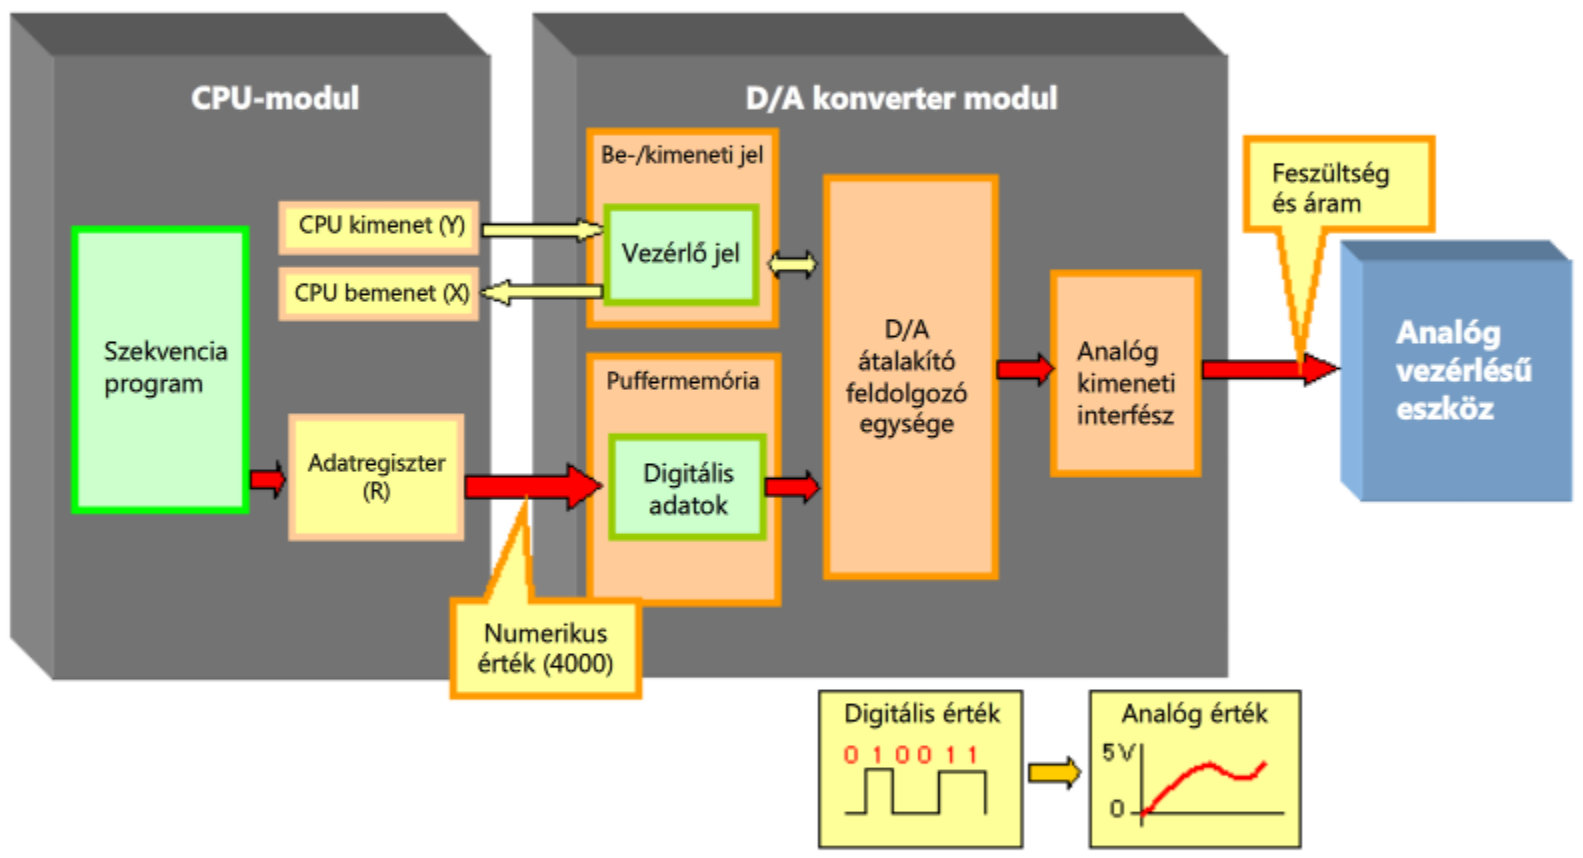 CPU-modul
D/A konverter modul
Be-/kimeneti jel
CPU kimenet (Y)
CPU bemenet (X)
Vezérlő jel
Szekvencia
program
Adatregiszter
(R)
Puffermemória
Digitális
adatok
D/A
átalakító
feldolgozó
egysége
Analóg
kimeneti
interfész
Feszültség
és áram
Analóg
vezérlésű
eszköz
Numerikus
érték (4000)
Digitális érték
0 1 0 0 1 1
Analóg érték
5V
0